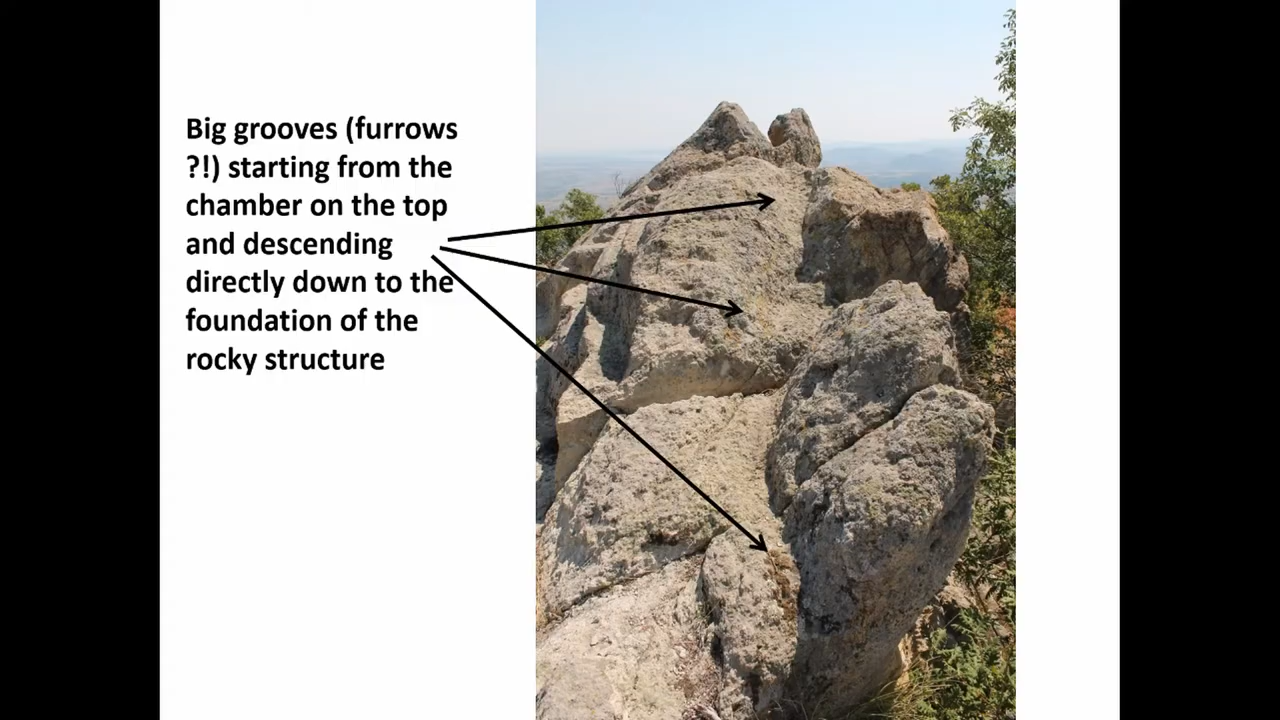 Big grooves (furrows
?!) starting from the
chamber on the top
and descending
directly down to the
foundation of the
rocky structure